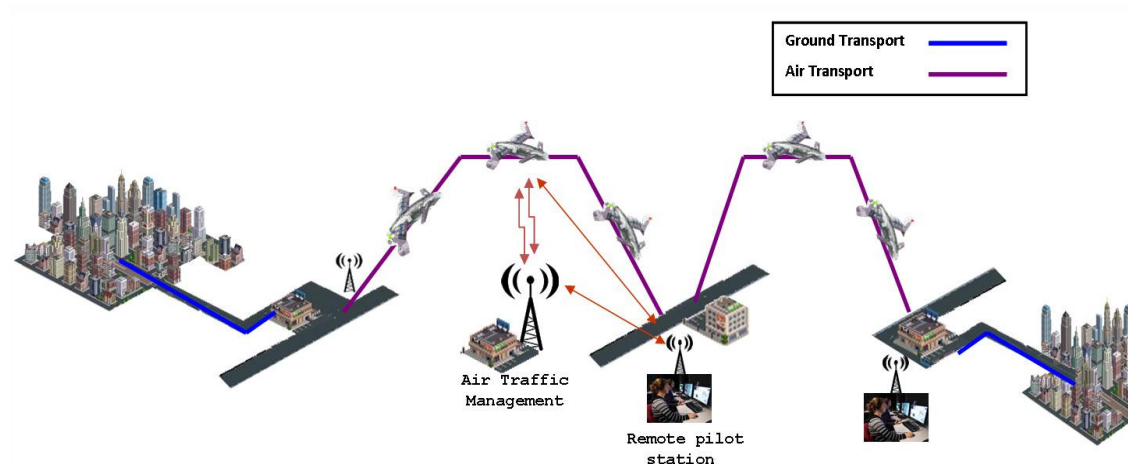 Ground Transport
Air Transport
Air Traffic
Management
Remote pilot
station